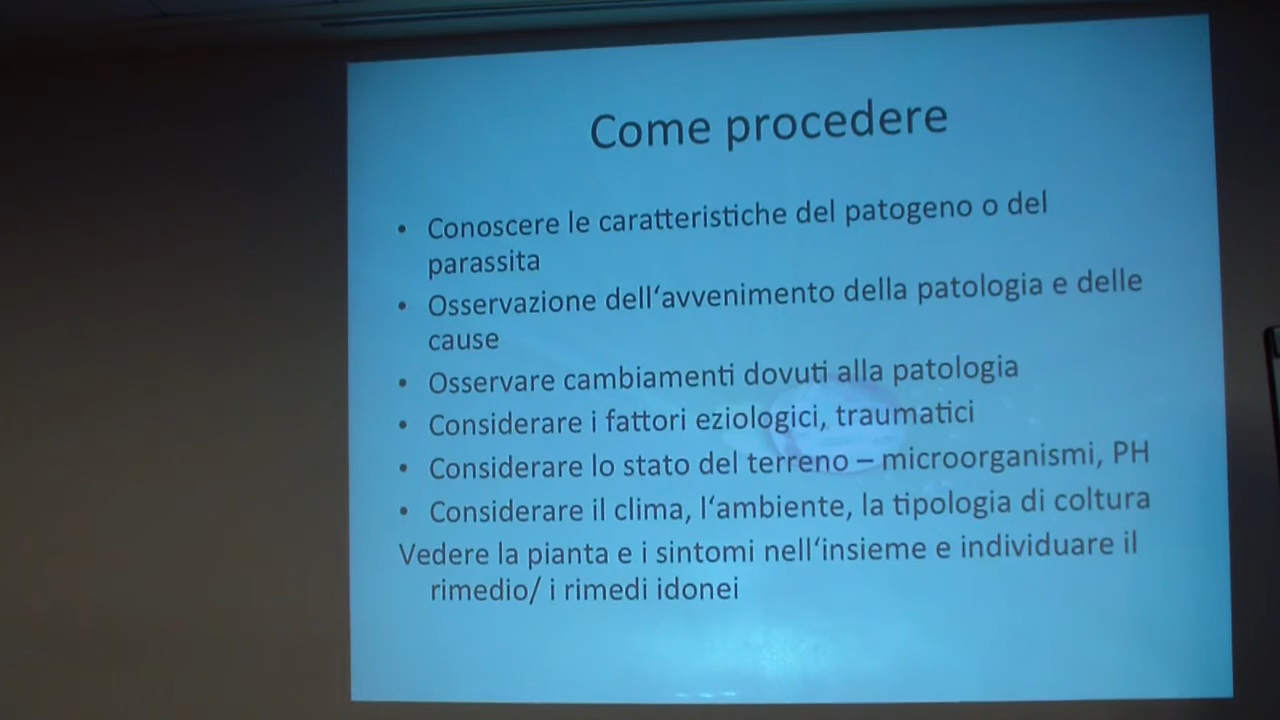 Come procedere
• Conoscere le caratteristiche del patogeno o del
parassita
• Osservazione dell‘avvenimento della patologia e delle
cause
• Osservare cambiamenti dovuti alla patologia
• Considerare i fattori eziologici, traumatici
• Considerare lo stato del terreno – microorganismi, PH
• Considerare il clima, l‘ambiente, la tipologia di coltura
Vedere la pianta e i sintomi nell‘insieme e individuare il
rimedio/ i rimedi idonei